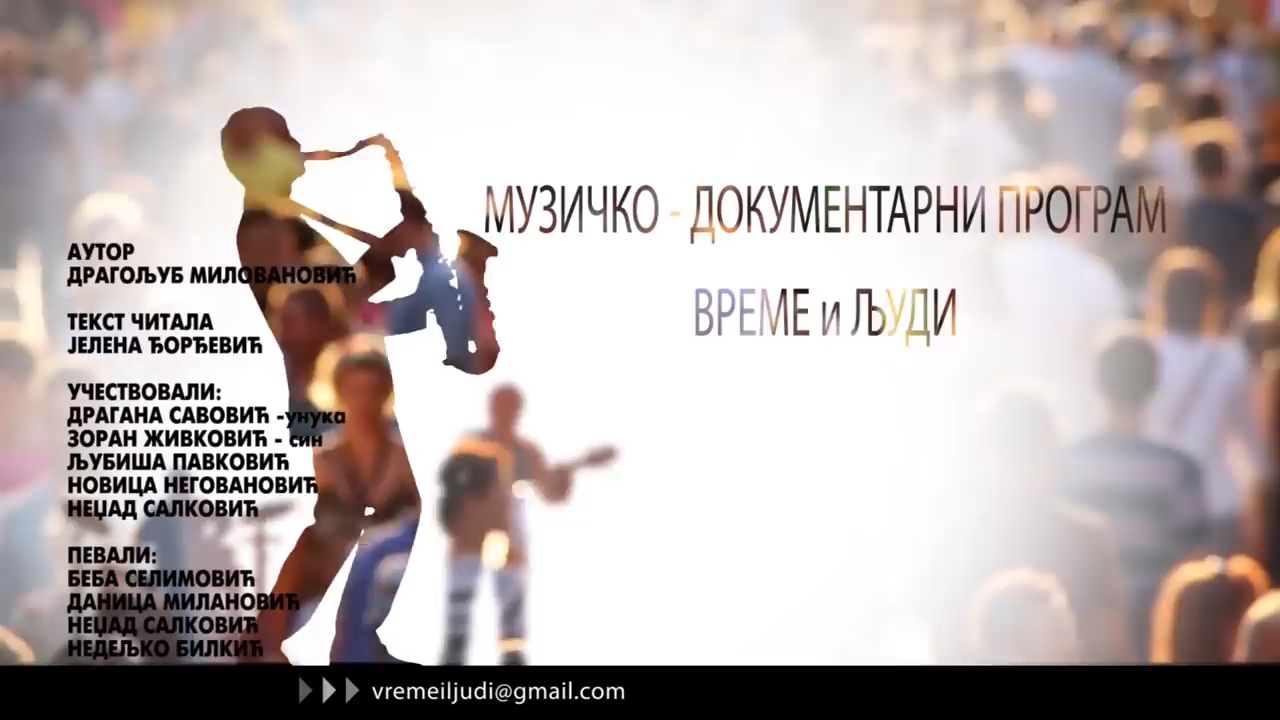 МУЗИЧКО - ДОКУМЕНТАРНИ ПРОГРАМ
ВРЕМЕ и ЉУДИ
АУТОР
ДРАГОЉУБ МИЛОВАНОВИЋ
ТЕКСТ ЧИТАЛА
ЈЕЛЕНА ЂОРЂЕВИЋ
УЧЕСТВОВАЛИ:
ДРАГАНА САВОВИЋ -унука
ЗОРАН ЖИВКОВИЋ - син
ЉУБИША ПАВКОВИЋ
НОВИЦА НЕГОВАНОВИЋ
НЕЏАД САЛКОВИЋ
ПЕВАЛИ:
БЕБА СЕЛИМОВИЋ
ДАНИЦА МИЛАНОВИЋ
НЕЏАД САЛКОВИЋ
НЕДЕЉКО БИЛКИЋ
vremeiljudi@gmail.com